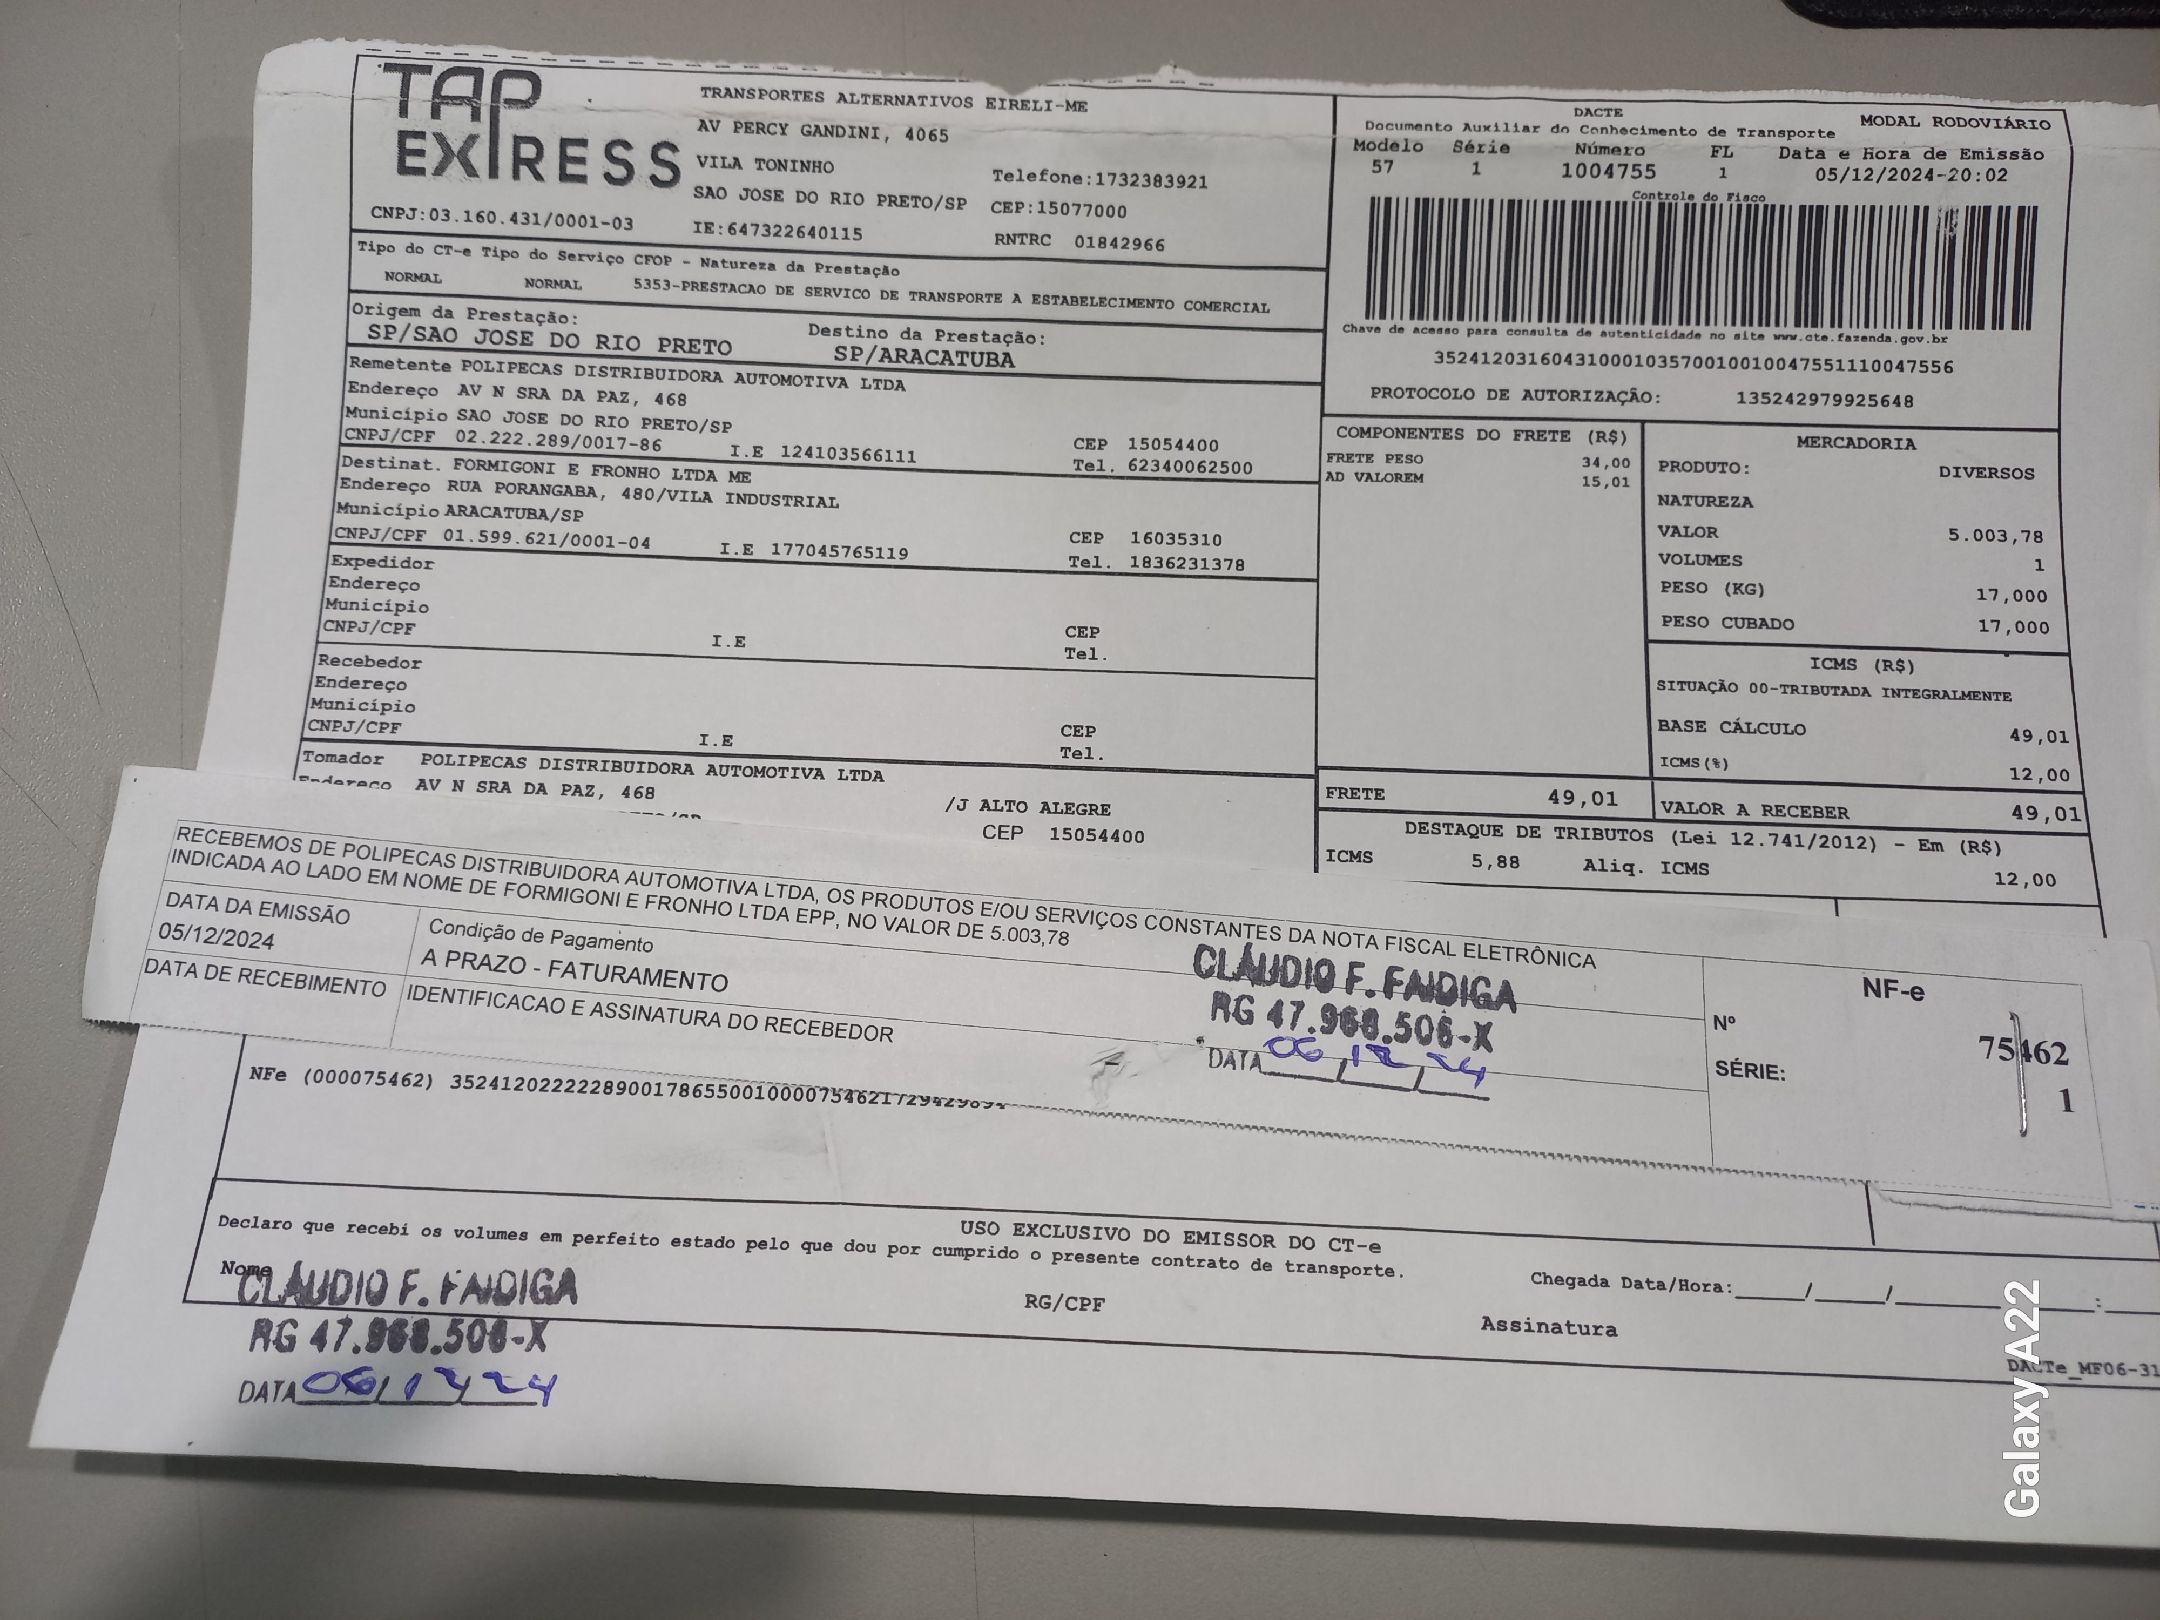 TAP EXPRESS
TRANSPORTES ALTERNATIVOS EIRELI-ME
AV PERCY GANDINI, 4065
VILA TONINHO
Telefone:1732383921
SAO JOSE DO RIO PRETO/SP CEP:15077000
CNPJ:03.160.431/0001-03 IE:647322640115 RNTRC 01842966
Tipo do CT-e Tipo do Serviço CFOP - Natureza da Prestação
NORMAL NORMAL 5353-PRESTACAO DE SERVICO DE TRANSPORTE A ESTABELECIMENTO COMERCIAL
Origem da Prestação: Destino da Prestação:
SP/SAO JOSE DO RIO PRETO SP/ARACATUBA
Remetente POLIPECAS DISTRIBUIDORA AUTOMOTIVA LTDA
Endereço AV N SRA DA PAZ, 468
Município SAO JOSE DO RIO PRETO/SP CEP 15054400
CNPJ/CPF 02.222.289/0017-86 I.E 124103566111 Tel. 62340062500
Destinat. FORMIGONI E FRONHO LTDA ME
Endereço RUA PORANGABA, 480/VILA INDUSTRIAL
Município ARACATUBA/SP CEP 16035310
CNPJ/CPF 01.599.621/0001-04 I.E 177045765119 Tel. 1836231378
Expedidor
Endereço
Município CEP
CNPJ/CPF I.E Tel.
Recebedor
Endereço
Município CEP
CNPJ/CPF I.E Tel.
Tomador POLIPECAS DISTRIBUIDORA AUTOMOTIVA LTDA
Endereço AV N SRA DA PAZ, 468 /J ALTO ALEGRE
CEP 15054400
DACTE MODAL RODOVIÁRIO
Documento Auxiliar do Conhecimento de Transporte
Modelo Série Número FL Data e Hora de Emissão
57 1 1004755 1 05/12/2024-20:02
Controle do Fisco
Chave de acesso para consulta de autenticidade no site www.cte.fazenda.gov.br
35241203160431000103570010010047551110047556
PROTOCOLO DE AUTORIZAÇÃO: 135242979925648
COMPONENTES DO FRETE (R$)
FRETE PESO 34,00
AD VALOREM 15,01
MERCADORIA
PRODUTO: DIVERSOS
NATUREZA
VALOR 5.003,78
VOLUMES 1
PESO (KG) 17,000
PESO CUBADO 17,000
ICMS (R$)
SITUAÇÃO 00-TRIBUTADA INTEGRALMENTE
BASE CÁLCULO 49,01
ICMS(%) 12,00
FRETE 49,01 VALOR A RECEBER 49,01
DESTAQUE DE TRIBUTOS (Lei 12.741/2012) - Em (R$)
ICMS 5,88 Aliq. ICMS 12,00
RECEBEMOS DE POLIPECAS DISTRIBUIDORA AUTOMOTIVA LTDA, OS PRODUTOS E/OU SERVIÇOS CONSTANTES DA NOTA FISCAL ELETRÔNICA
INDICADA AO LADO EM NOME DE FORMIGONI E FRONHO LTDA EPP, NO VALOR DE 5.003,78
DATA DA EMISSÃO Condição de Pagamento
05/12/2024 A PRAZO - FATURAMENTO
DATA DE RECEBIMENTO IDENTIFICACAO E ASSINATURA DO RECEBEDOR
CLÁUDIO F. FAIDIGA
RG 47.968.506-X
DATA 06/12/24
NF-e
Nº 75462
SÉRIE: 1
NFe (000075462)
USO EXCLUSIVO DO EMISSOR DO CT-e
Declaro que recebi os volumes em perfeito estado pelo que dou por cumprido o presente contrato de transporte.
Nome RG/CPF Assinatura Chegada Data/Hora:____/____/____ __:__
CLÁUDIO F. FAIDIGA
RG 47.968.506-X
DATA 06/12/24
DACTe_MF06-31
Galaxy A22